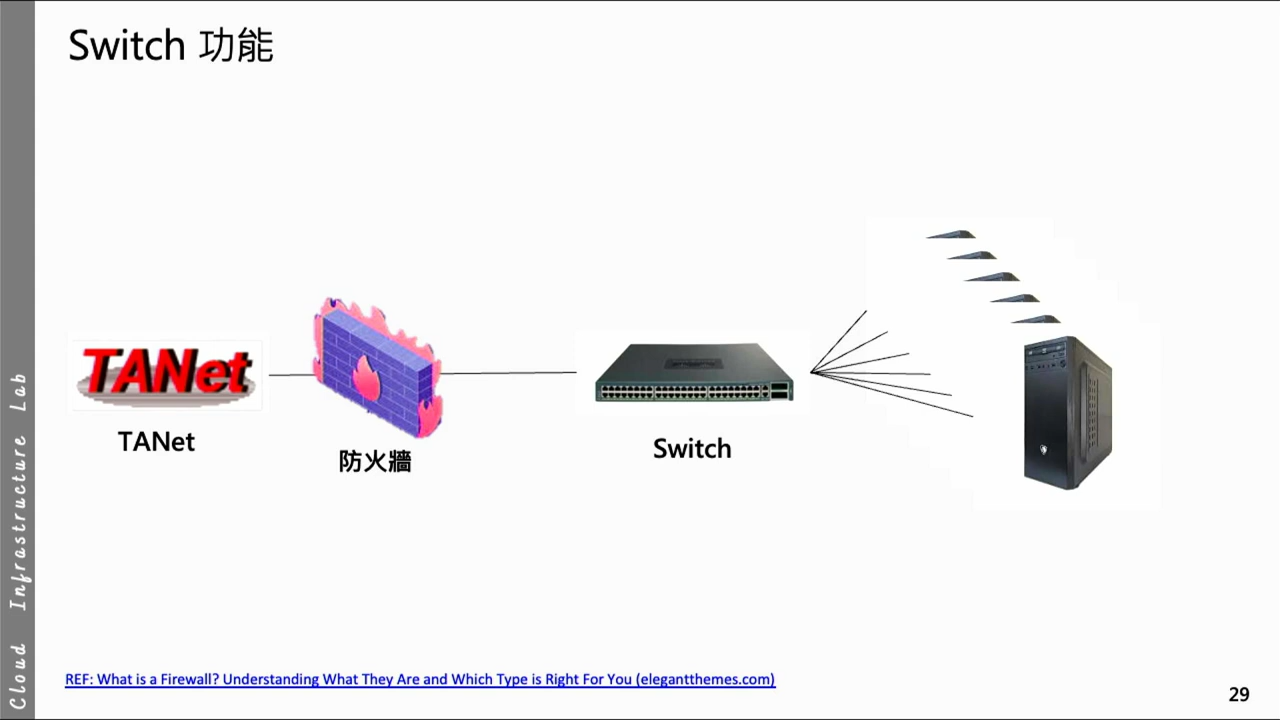 Switch 功能
TANet
TANet
防火牆
Switch
REF: What is a Firewall? Understanding What They Are and Which Type is Right For You (elegantthemes.com)
29
Cloud Infrastructure Lab